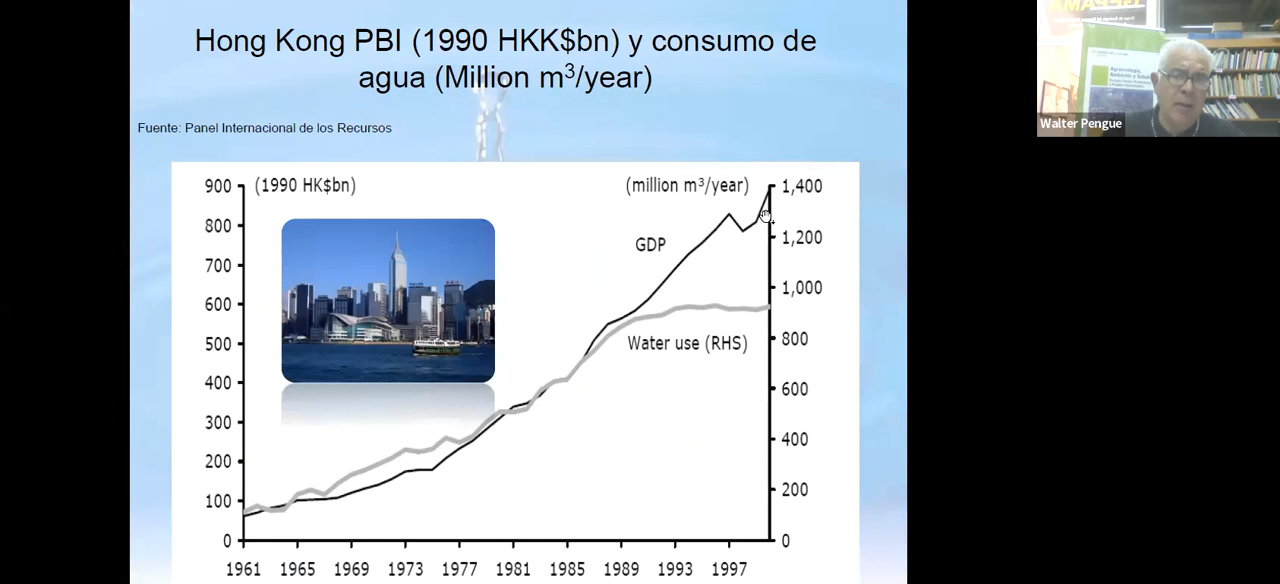 Hong Kong PBI (1990 HKK$bn) y consumo de
agua (Million m³/year)
Fuente: Panel Internacional de los Recursos
Agroecología,
Ambiente y Salud
Walter Pengue
(1990 HK$bn)
(million m³/year)
900
800
700
600
500
400
300
200
100
0
1,400
1,200
1,000
800
600
400
200
0
GDP
Water use (RHS)
1961 1965 1969 1973 1977 1981 1985 1989 1993 1997